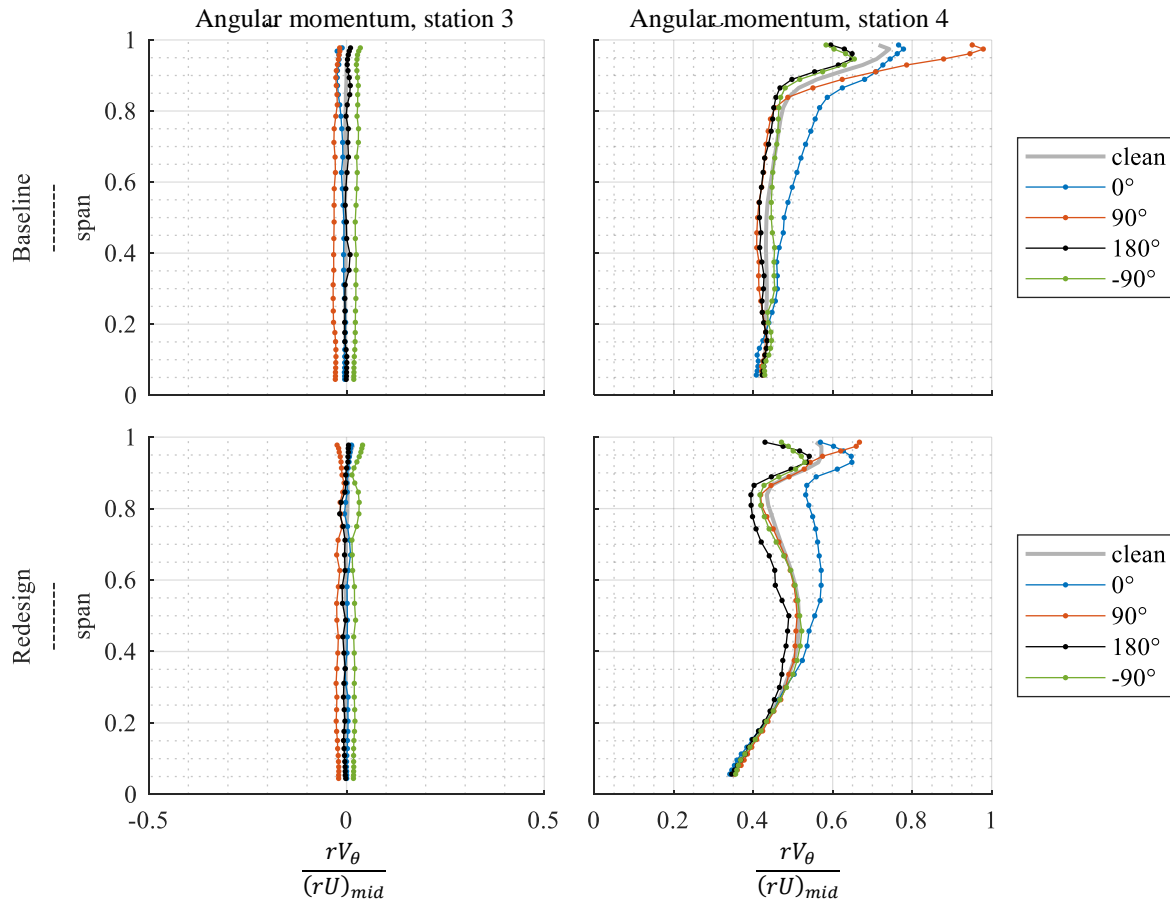 Angular momentum, station 3
Angular momentum, station 4
1
0.8
0.6
0.4
0.2
0
Baseline
------
span
clean
0°
90°
180°
-90°
1
0.8
0.6
0.4
0.2
0
Redesign
------
span
-0.5
0
0.5
0
0.2
0.4
0.6
0.8
1
clean
0°
90°
180°
-90°
rV_θ
(rU)_mid
rV_θ
(rU)_mid